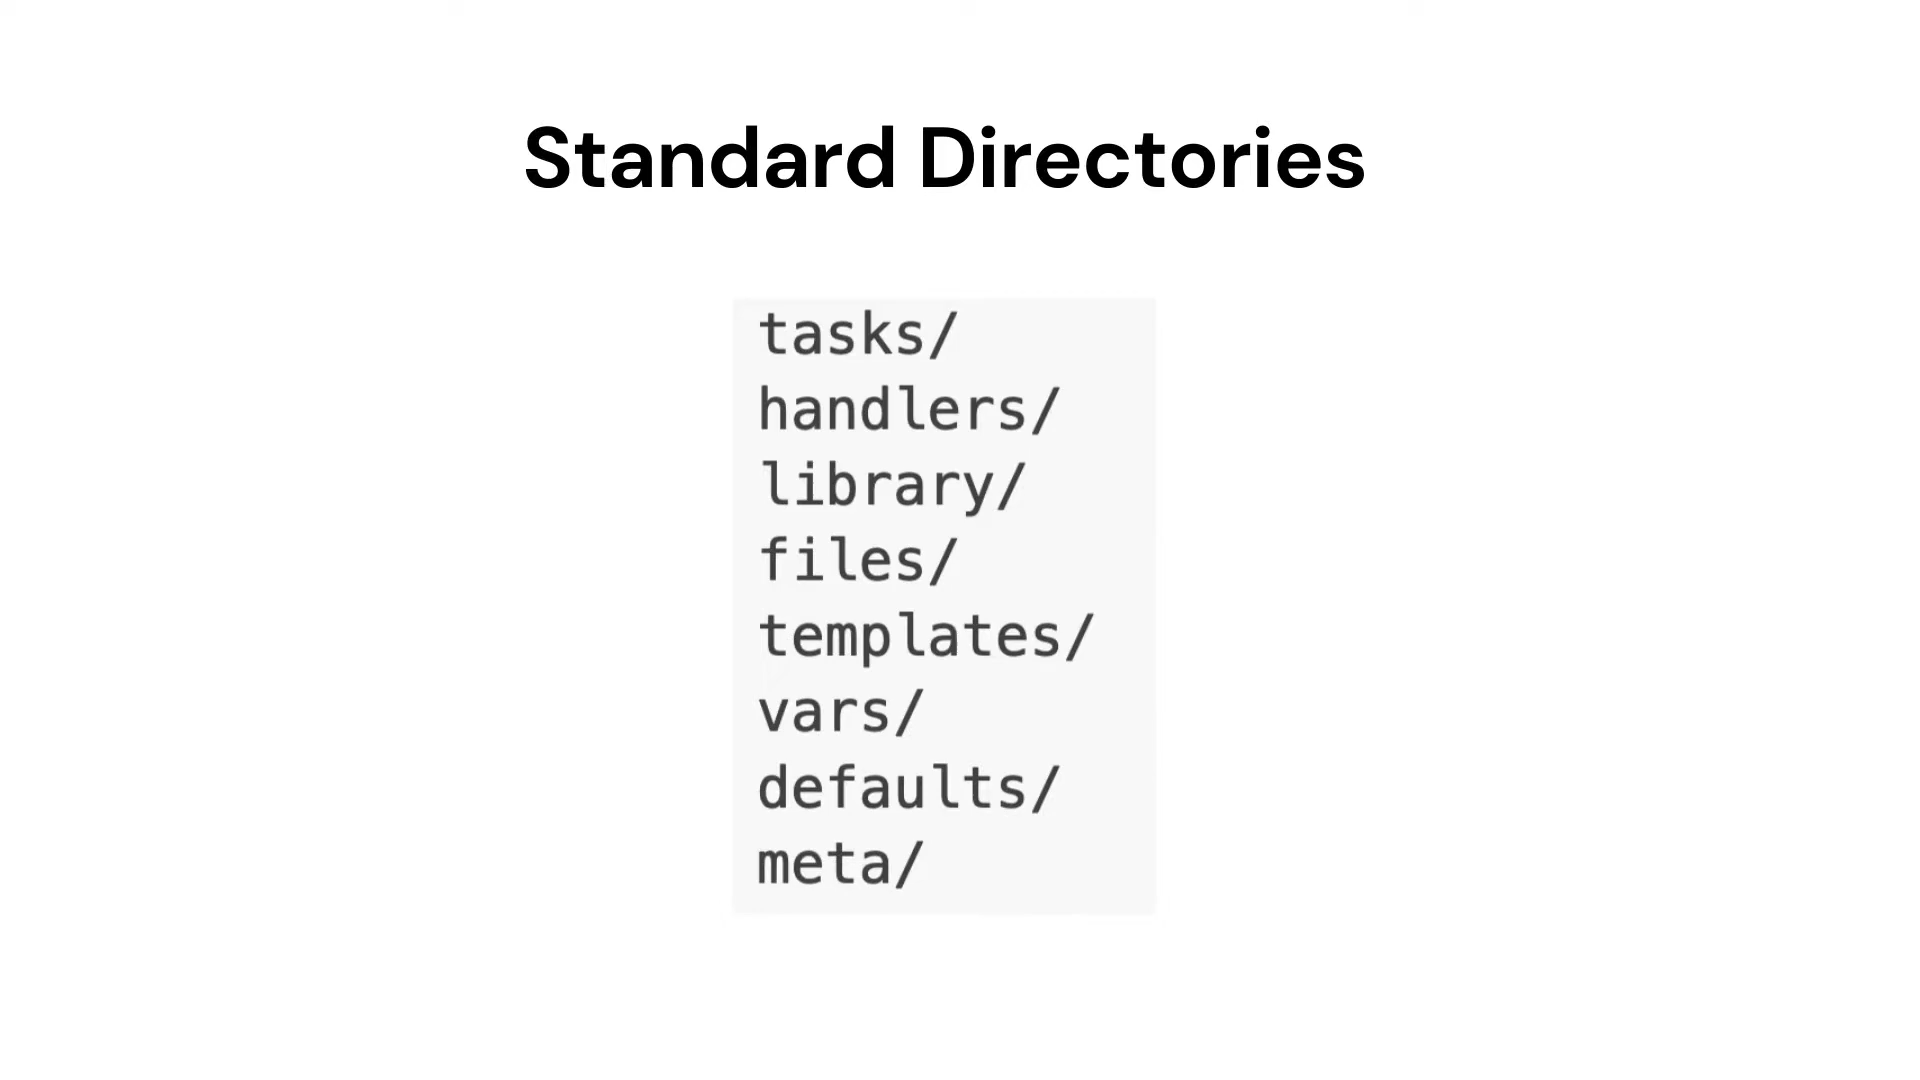 Standard Directories
tasks/
handlers/
library/
files/
templates/
vars/
defaults/
meta/